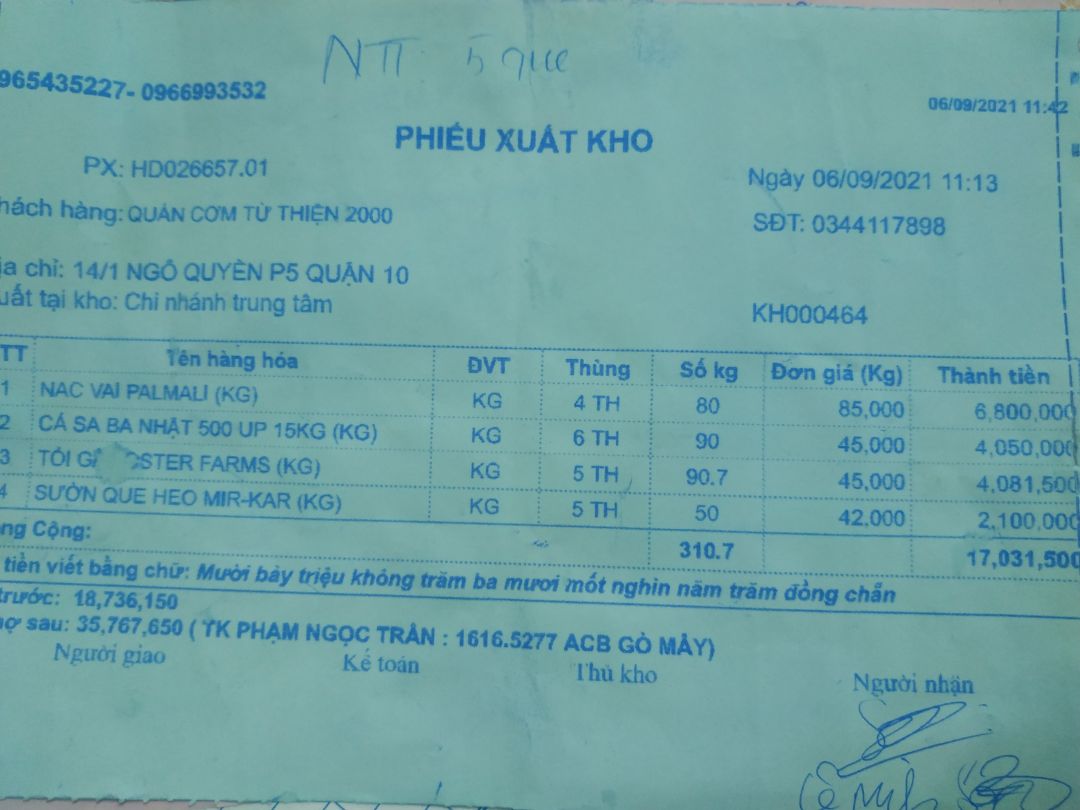 NTT 5 que
965435227- 0966993532
06/09/2021 11:42
PHIẾU XUẤT KHO
PX: HD026657.01
Ngày 06/09/2021 11:13
hách hàng: QUÁN CƠM TỪ THIỆN 2000
SĐT: 0344117898
ịa chỉ: 14/1 NGÔ QUYỀN P5 QUẬN 10
uất tại kho: Chi nhánh trung tâm
KH000464
TT Tên hàng hóa ĐVT Thùng Số kg Đơn giá (Kg) Thành tiền
1 NẠC VAI PALMALI (KG) KG 4 TH 80 85,000 6,800,000
2 CÁ SA BA NHẬT 500 UP 15KG (KG) KG 6 TH 90 45,000 4,050,000
3 TỎI G OSTER FARMS (KG) KG 5 TH 90.7 45,000 4,081,500
4 SƯỜN QUE HEO MIR-KAR (KG) KG 5 TH 50 42,000 2,100,000
ng Cộng: 310.7 17,031,500
tiền viết bằng chữ: Mười bảy triệu không trăm ba mươi mốt nghìn năm trăm đồng chẵn
trước: 18,736,150
ợ sau: 35,767,650 ( TK PHẠM NGỌC TRÂN : 1616.5277 ACB GÒ MÂY)
Người giao Kế toán Thủ kho Người nhận